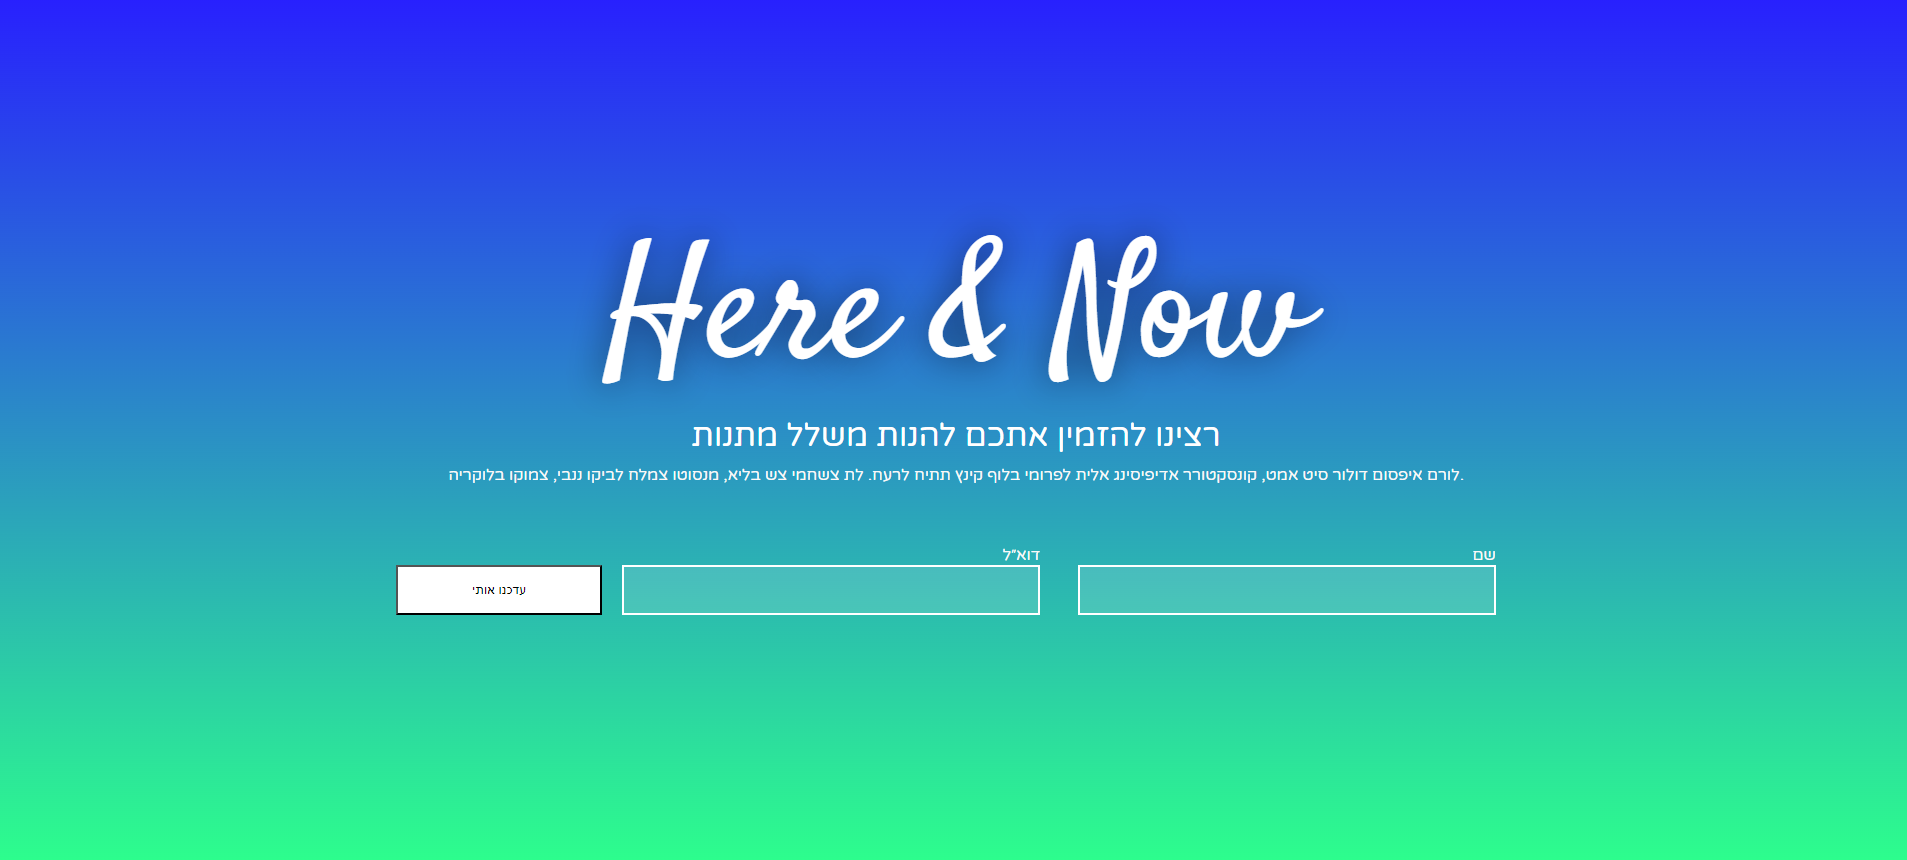 Here & Now
רצינו להזמין אתכם להנות משלל מתנות
לורם איפסום דולור סיט אמט, קונסקטורר אדיפיסינג אלית לפרומי בלוף קינץ תתיח לרעח. לת צשחמי צש בליא, מנסוטו צמלח לביקו ננבי, צמוקו בלוקריה.
שם
דוא״ל
עדכנו אותי